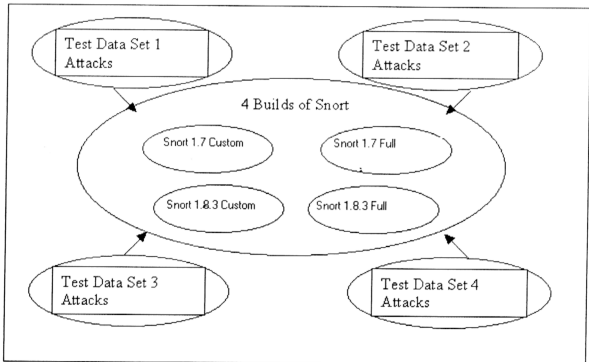 Test Data Set 1
Attacks
Test Data Set 2
Attacks
4 Builds of Snort
Snort 1.7 Custom
Snort 1.7 Full
Snort 1.8.3 Custom
Snort 1.8.3 Full
Test Data Set 3
Attacks
Test Data Set 4
Attacks